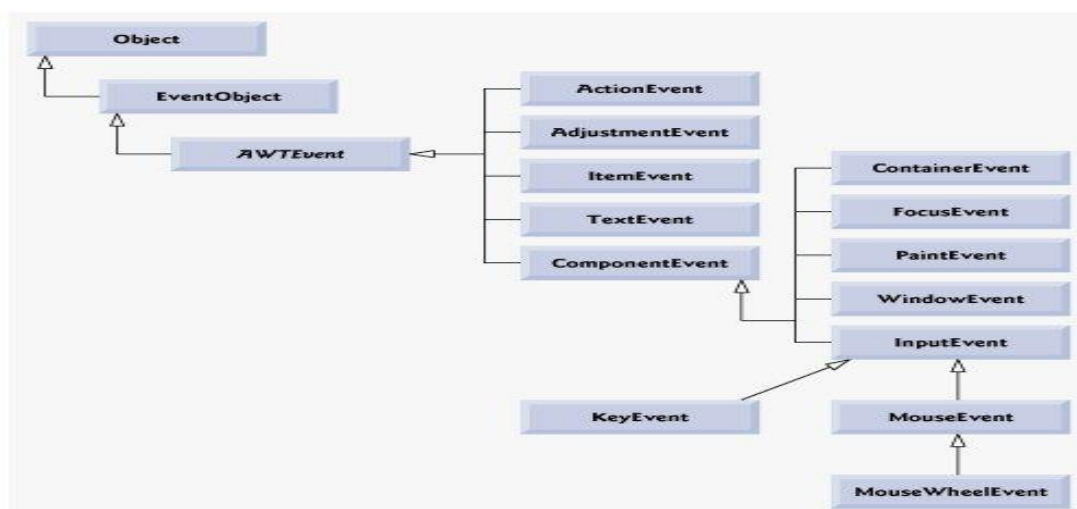 Object
EventObject
AWTEvent
ActionEvent
AdjustmentEvent
ItemEvent
TextEvent
ComponentEvent
ContainerEvent
FocusEvent
PaintEvent
WindowEvent
InputEvent
KeyEvent
MouseEvent
MouseWheelEvent